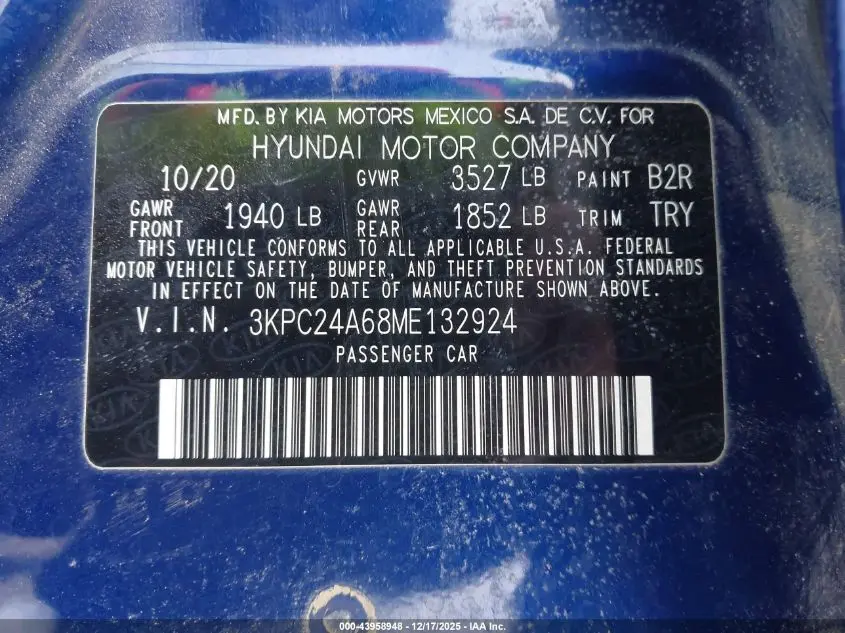 MFD. BY KIA MOTORS MEXICO S.A. DE C.V. FOR
HYUNDAI MOTOR COMPANY
10/20 GVWR 3527 LB PAINT B2R
GAWR FRONT 1940 LB GAWR REAR 1852 LB TRIM TRY
THIS VEHICLE CONFORMS TO ALL APPLICABLE U.S.A. FEDERAL
MOTOR VEHICLE SAFETY, BUMPER, AND THEFT PREVENTION STANDARDS
IN EFFECT ON THE DATE OF MANUFACTURE SHOWN ABOVE.
V.I.N. 3KPC24A68ME132924
PASSENGER CAR
000-43958948 - 12/17/2025 - IAA Inc.